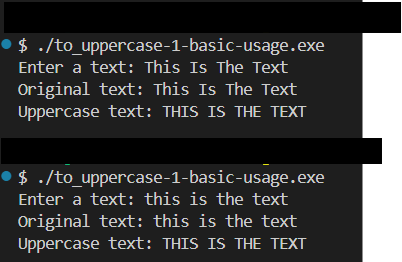 $ ./to_uppercase-1-basic-usage.exe
Enter a text: This Is The Text
Original text: This Is The Text
Uppercase text: THIS IS THE TEXT
$ ./to_uppercase-1-basic-usage.exe
Enter a text: this is the text
Original text: this is the text
Uppercase text: THIS IS THE TEXT